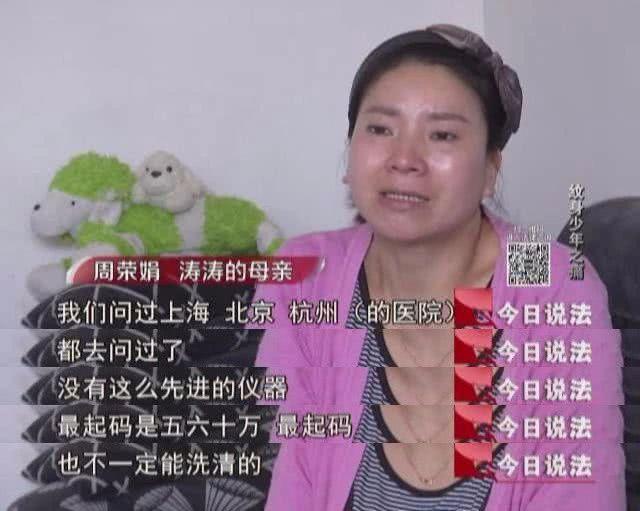 纹身少年之痛
周荣娟 涛涛的母亲
我们问过上海 北京 杭州（的医院） 今日说法
都去问过了 今日说法
没有这么先进的仪器 今日说法
最起码是五六十万 最起码 今日说法
也不一定能洗清的 今日说法